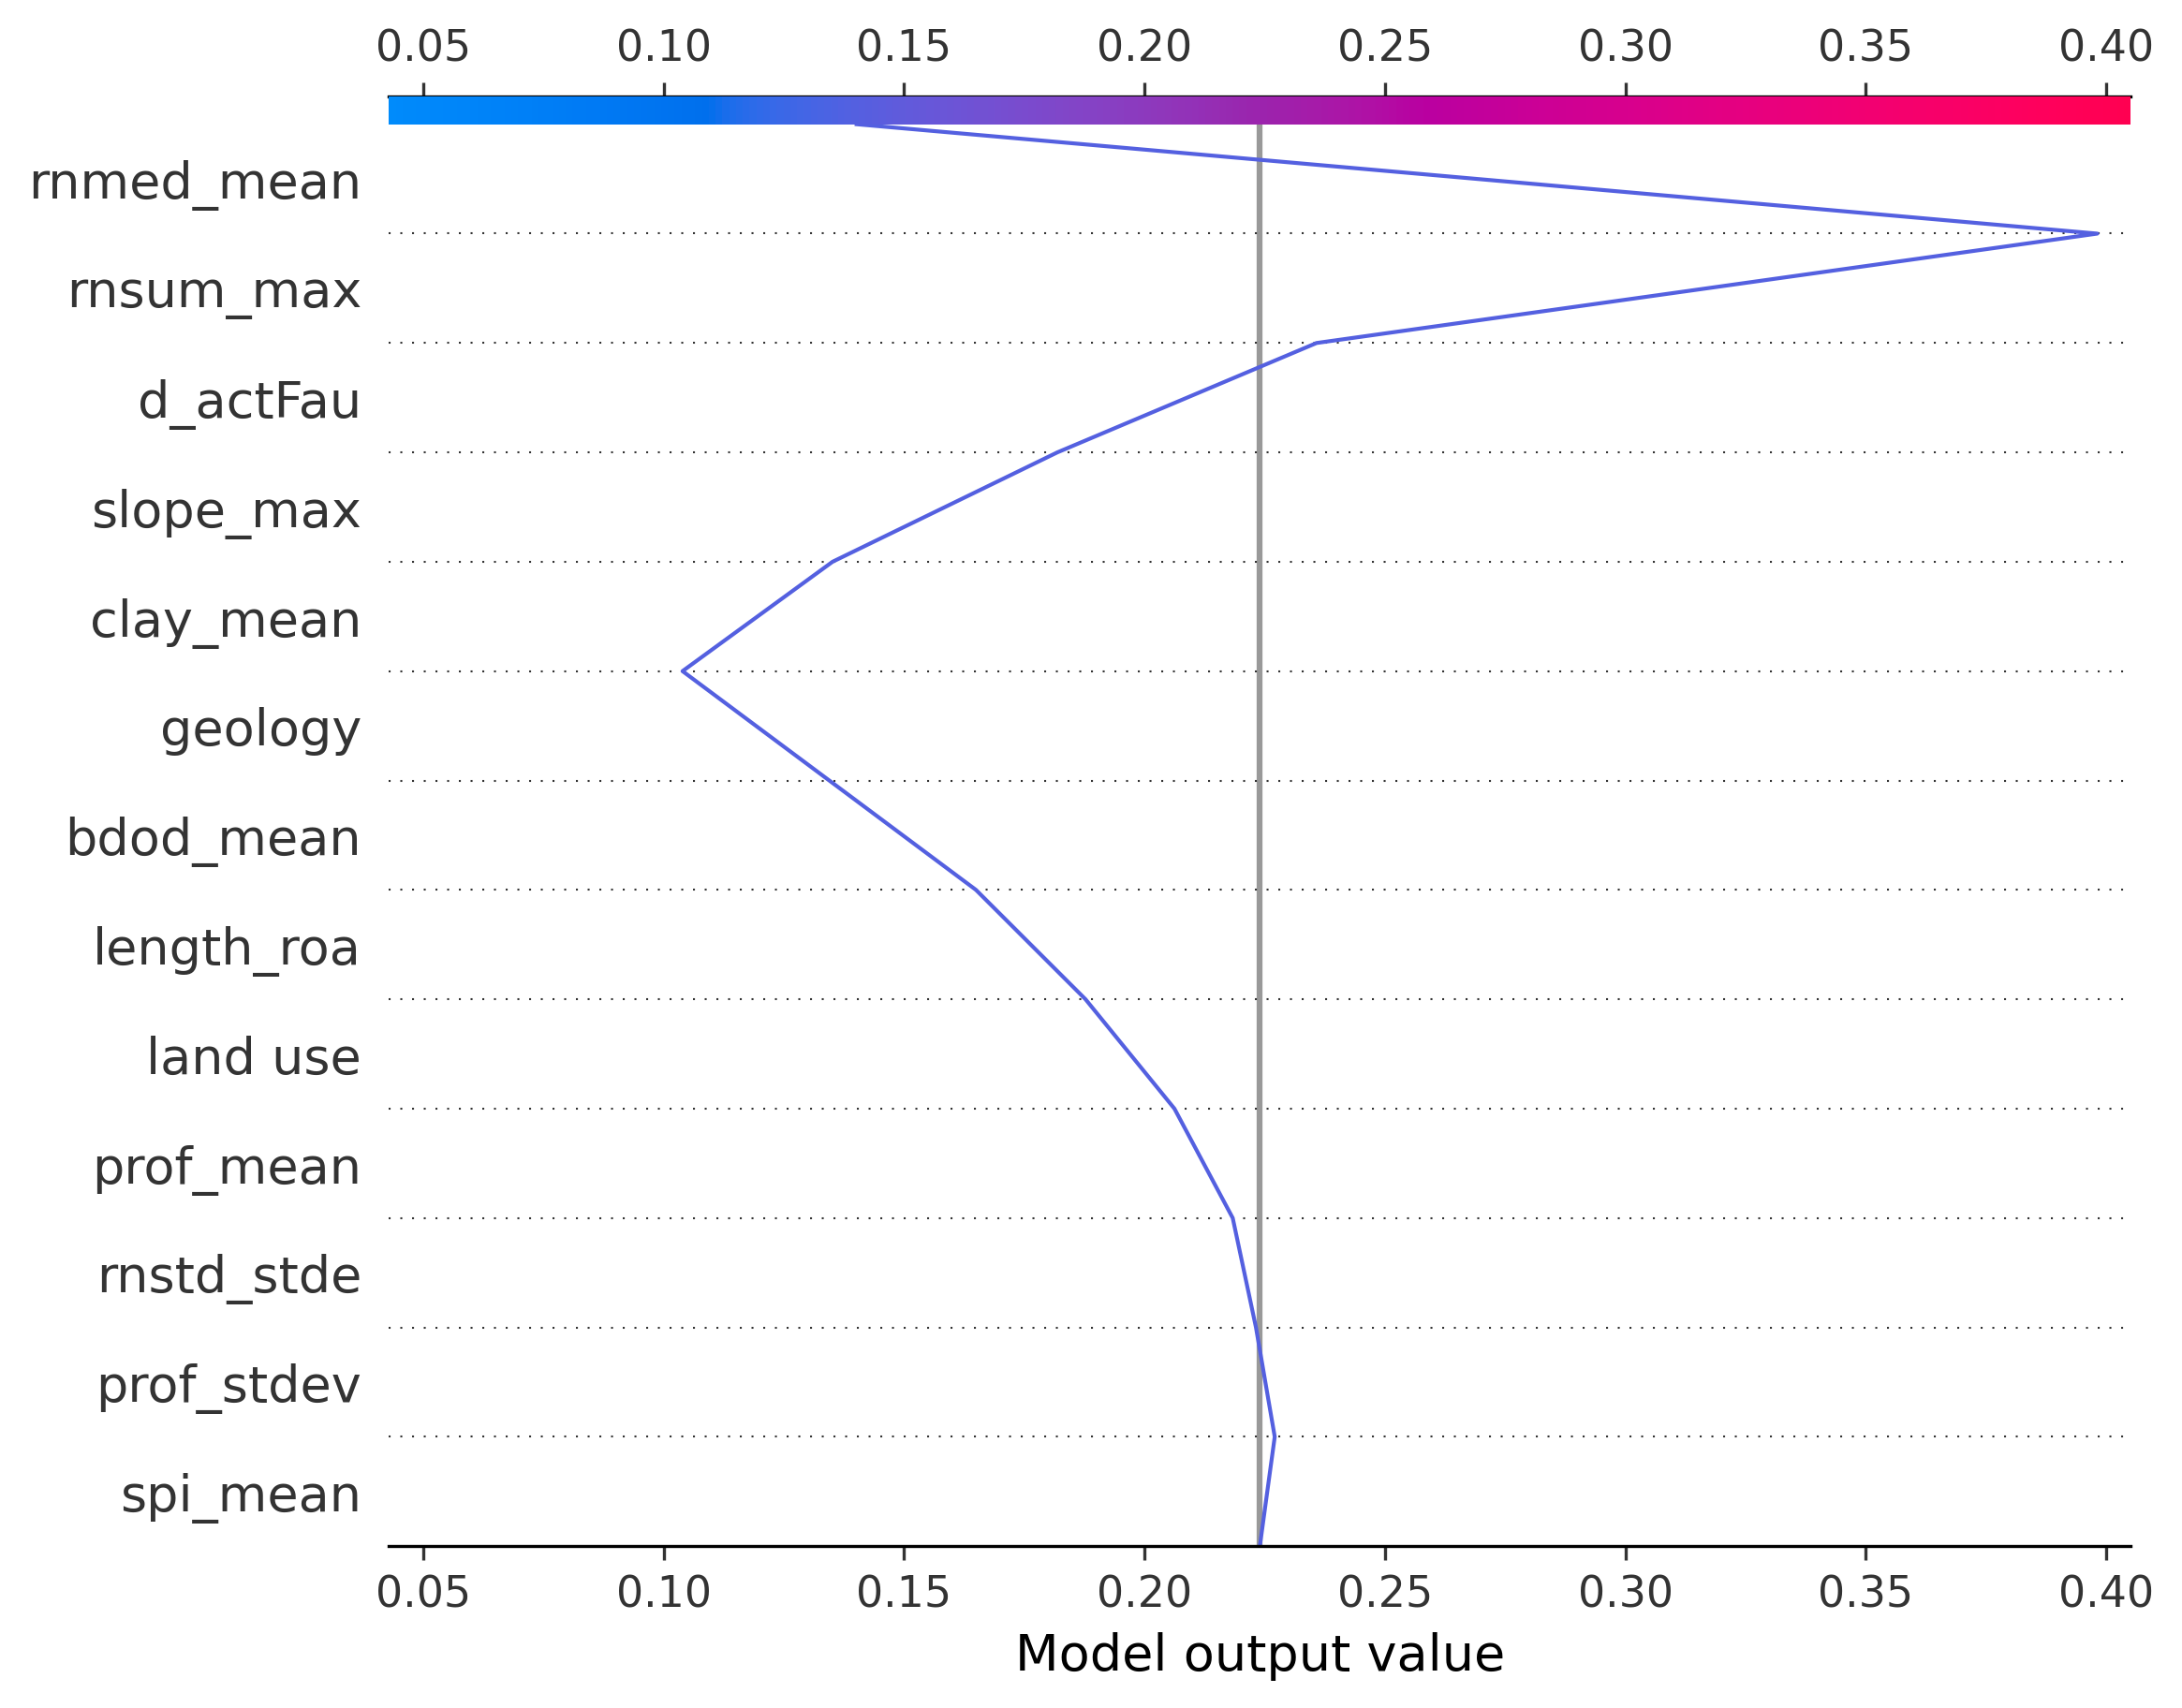 0.05 0.10 0.15 0.20 0.25 0.30 0.35 0.40
rnmed_mean
rnsum_max
d_actFau
slope_max
clay_mean
geology
bdod_mean
length_roa
land use
prof_mean
rnstd_stde
prof_stdev
spi_mean
0.05 0.10 0.15 0.20 0.25 0.30 0.35 0.40
Model output value